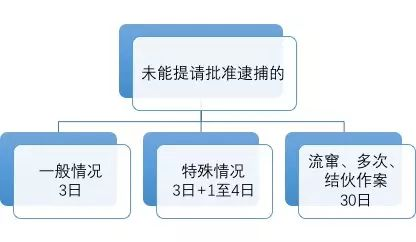 未能提请批准逮捕的
一般情况
3日
特殊情况
3日+1至4日
流窜、多次、
结伙作案
30日